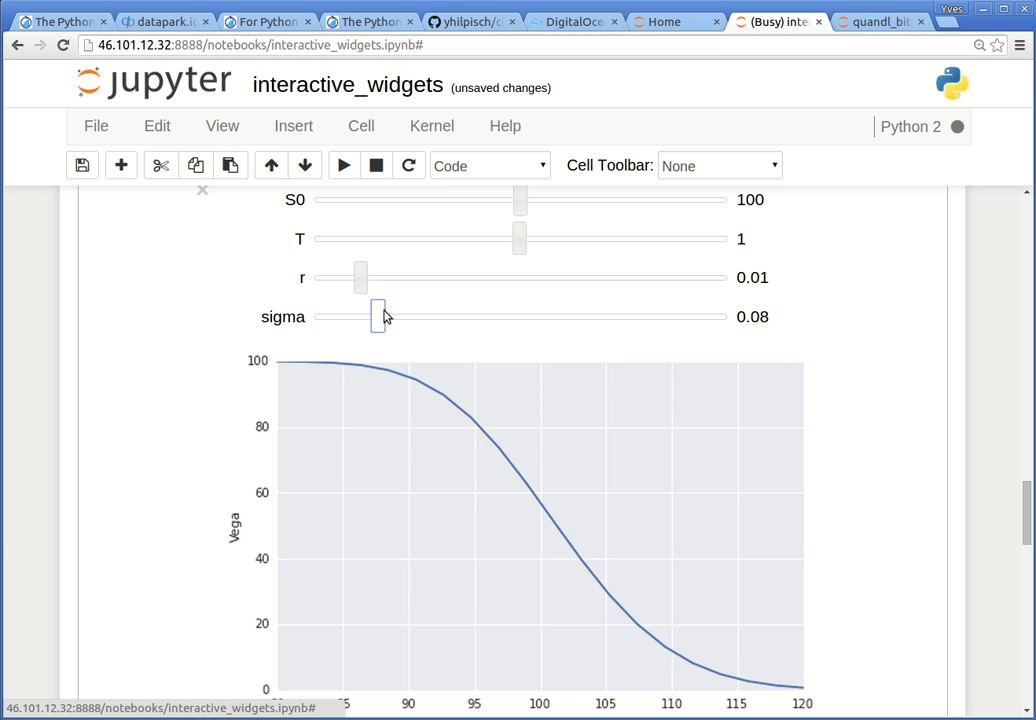 Yves
The Python
datapark.ic
For Python
The Python
yhilpisch/c
DigitalOce
Home
(Busy) inte
quandl_bit
46.101.12.32:8888/notebooks/interactive_widgets.ipynb#
jupyter interactive_widgets (unsaved changes)
File Edit View Insert Cell Kernel Help Python 2
Code Cell Toolbar: None
S0 100
T 1
r 0.01
sigma 0.08
100
80
60
40
20
0
Vega
90 95 100 105 110 115 120
46.101.12.32:8888/notebooks/interactive_widgets.ipynb#